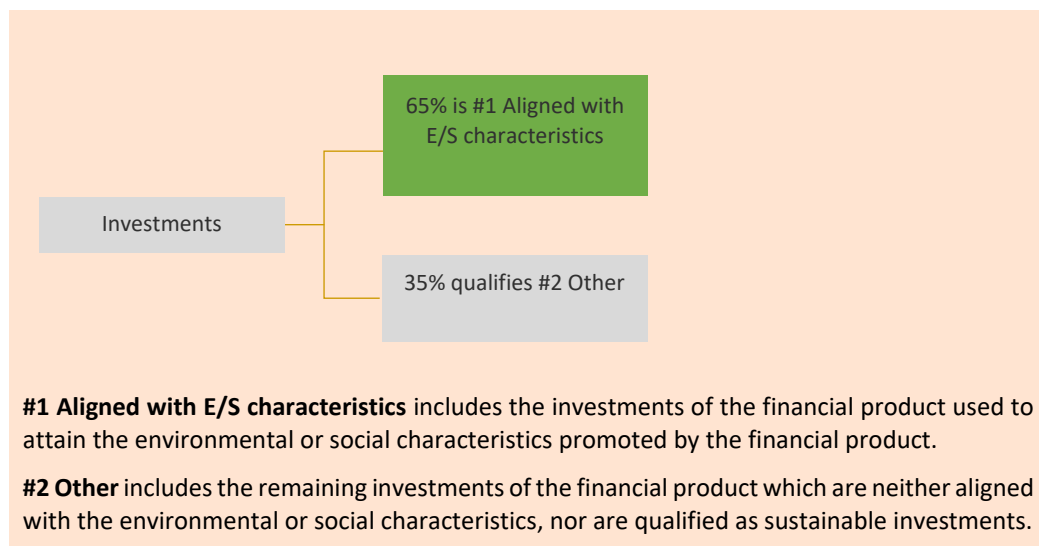 65% is #1 Aligned with
E/S characteristics
Investments
35% qualifies #2 Other
#1 Aligned with E/S characteristics includes the investments of the financial product used to
attain the environmental or social characteristics promoted by the financial product.
#2 Other includes the remaining investments of the financial product which are neither aligned
with the environmental or social characteristics, nor are qualified as sustainable investments.